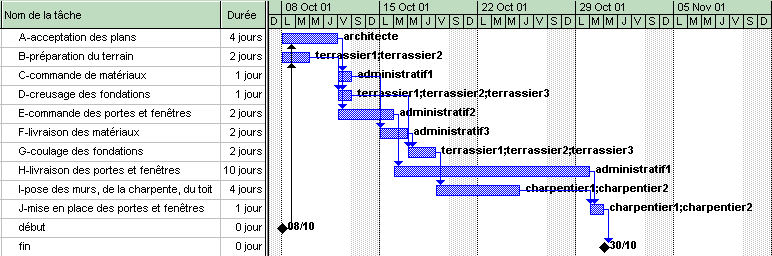 Nom de la tâche Durée 08 Oct 01 15 Oct 01 22 Oct 01 29 Oct 01 05 Nov 01
D L M M J V S D L M M J V S D L M M J V S D L M M J V S D L M M J V S
A-acceptation des plans 4 jours architecte
B-préparation du terrain 2 jours terrassier1;terrassier2
C-commande de matériaux 1 jour administratif1
D-creusage des fondations 1 jour terrassier1;terrassier2;terrassier3
E-commande des portes et fenêtres 2 jours administratif2
F-livraison des matériaux 2 jours administratif3
G-coulage des fondations 2 jours terrassier1;terrassier2;terrassier3
H-livraison des portes et fenêtres 10 jours administratif1
I-pose des murs, de la charpente, du toit 4 jours charpentier1;charpentier2
J-mise en place des portes et fenêtres 1 jour charpentier1;charpentier2
début 0 jour 08/10
fin 0 jour 30/10